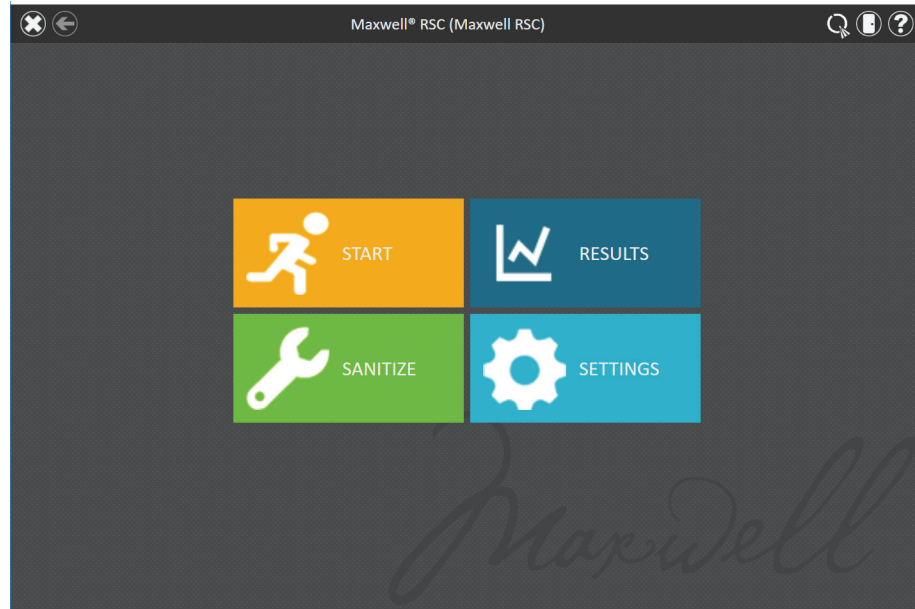 Maxwell® RSC (Maxwell RSC)
START
RESULTS
SANITIZE
SETTINGS
Maxwell